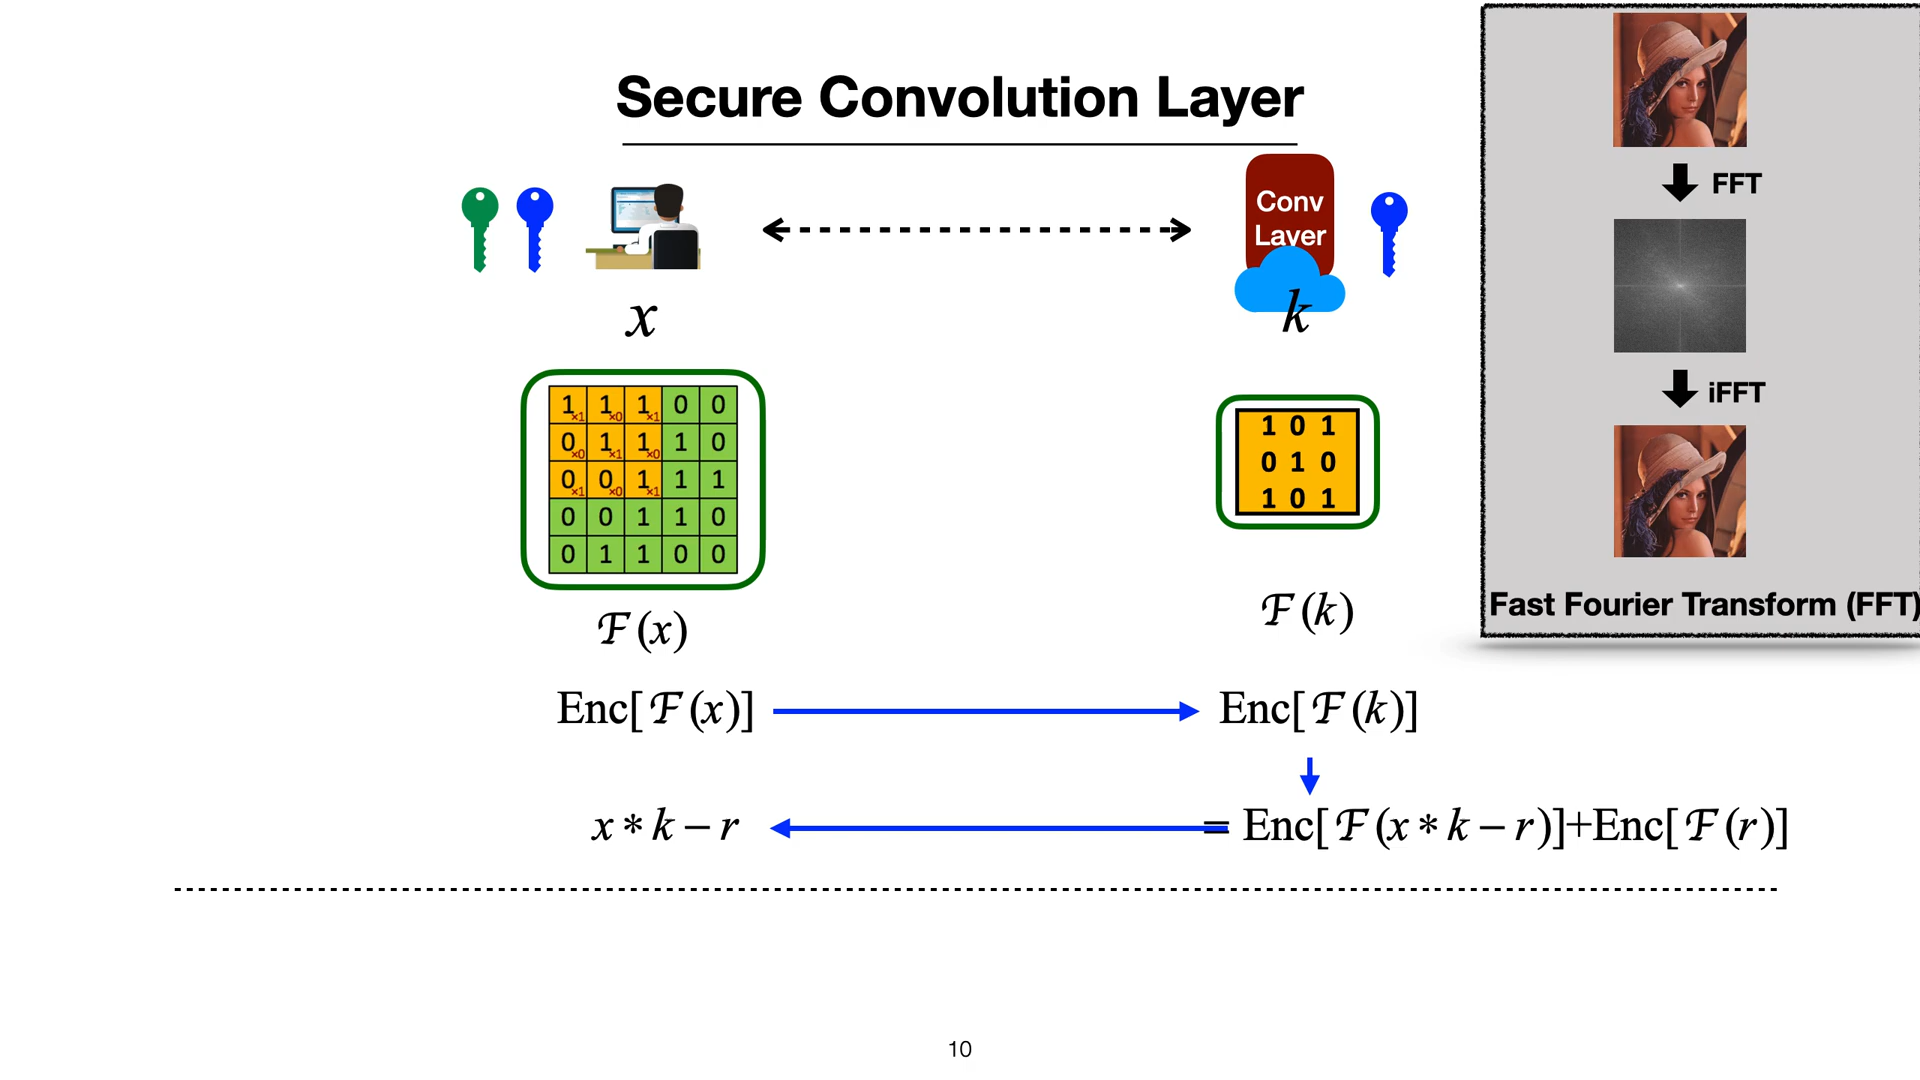 Secure Convolution Layer
Conv
Layer
x
k
1×1 1×0 1×1 0 0
0×0 1×1 1×0 1 0
0×1 0×0 1×1 1 1
0 0 1 1 0
0 1 1 0 0
1 0 1
0 1 0
1 0 1
ℱ(x)
ℱ(k)
Enc[ℱ(x)]
Enc[ℱ(k)]
x * k − r
= Enc[ℱ(x * k − r)]+Enc[ℱ(r)]
FFT
iFFT
Fast Fourier Transform (FFT)
10